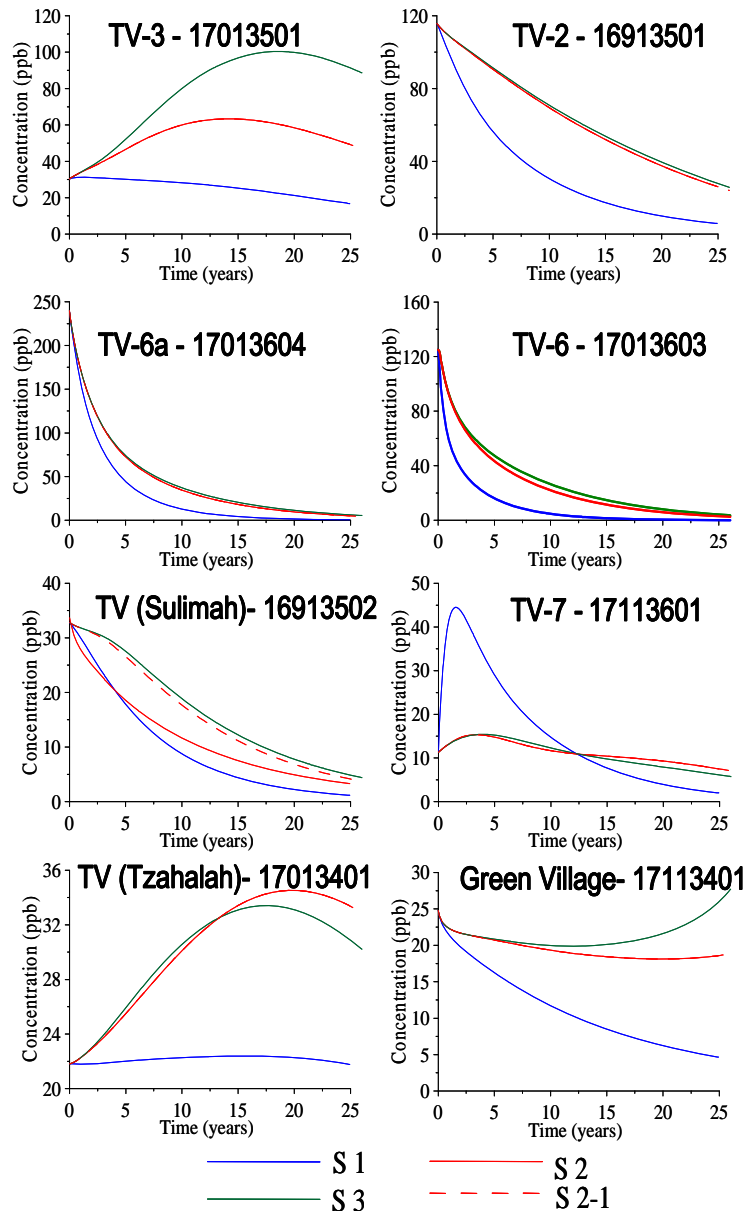 TV-3 - 17013501
Concentration (ppb)
120
100
80
60
40
20
0
0 5 10 15 20 25
Time (years)
TV-2 - 16913501
Concentration (ppb)
120
100
80
60
40
20
0
0 5 10 15 20 25
Time (years)
TV-6a - 17013604
Concentration (ppb)
250
200
150
100
50
0
0 5 10 15 20 25
Time (years)
TV-6 - 17013603
Concentration (ppb)
160
120
80
40
0
0 5 10 15 20 25
Time (years)
TV (Sulimah)- 16913502
Concentration (ppb)
40
30
20
10
0
0 5 10 15 20 25
Time (years)
TV-7 - 17113601
Concentration (ppb)
50
40
30
20
10
0
0 5 10 15 20 25
Time (years)
TV (Tzahalah)- 17013401
Concentration (ppb)
36
32
28
24
20
0 5 10 15 20 25
Time (years)
Green Village- 17113401
Concentration (ppb)
30
25
20
15
10
5
0
0 5 10 15 20 25
Time (years)
S 1
S 2
S 3
S 2-1